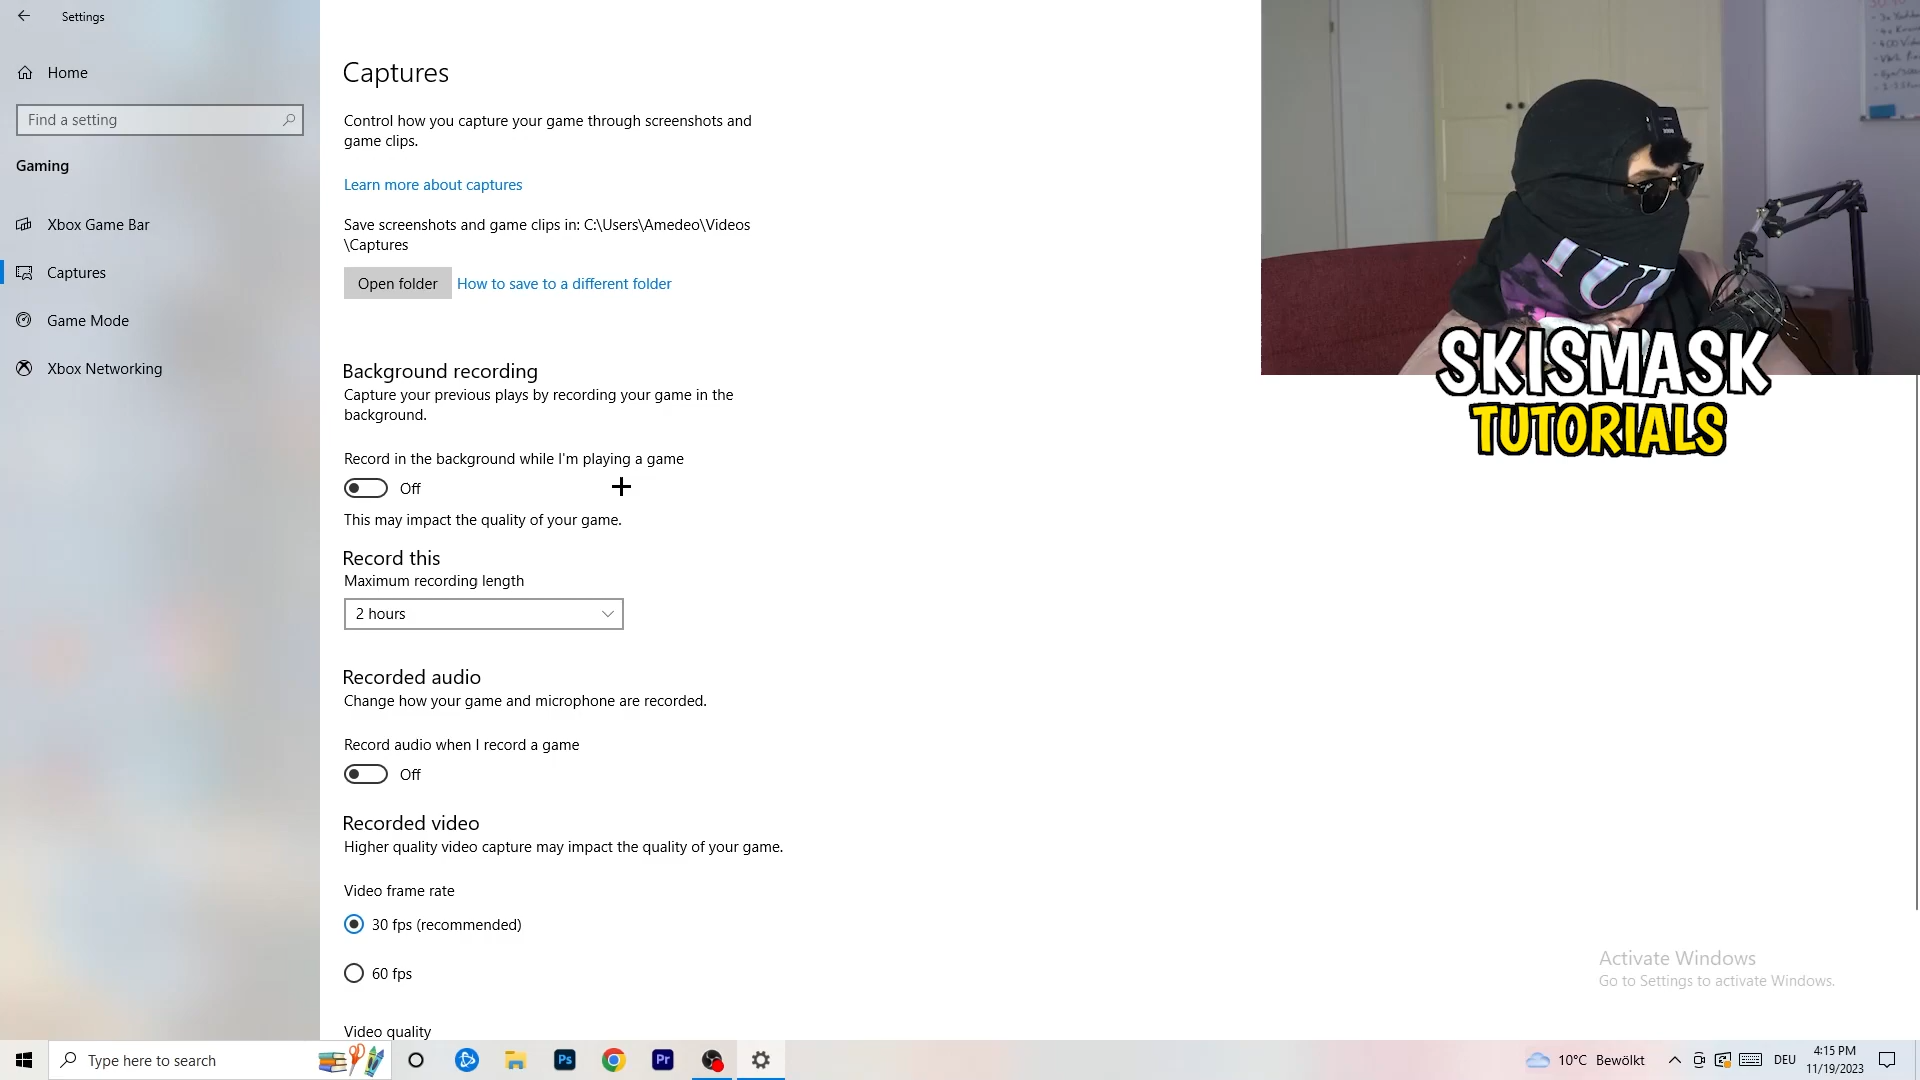 Settings
Home
Find a setting
Gaming
Xbox Game Bar
Captures
Game Mode
Xbox Networking
Captures
Control how you capture your game through screenshots and
game clips.
Learn more about captures
Save screenshots and game clips in: C:\Users\Amedeo\Videos
\Captures
Open folder How to save to a different folder
Background recording
Capture your previous plays by recording your game in the
background.
Record in the background while I'm playing a game
Off
This may impact the quality of your game.
Record this
Maximum recording length
2 hours
Recorded audio
Change how your game and microphone are recorded.
Record audio when I record a game
Off
Recorded video
Higher quality video capture may impact the quality of your game.
Video frame rate
30 fps (recommended)
60 fps
Video quality
SKISMASK
TUTORIALS
Activate Windows
Go to Settings to activate Windows.
Type here to search
Ps
Pr
10°C Bewölkt
DEU
4:15 PM
11/19/2023